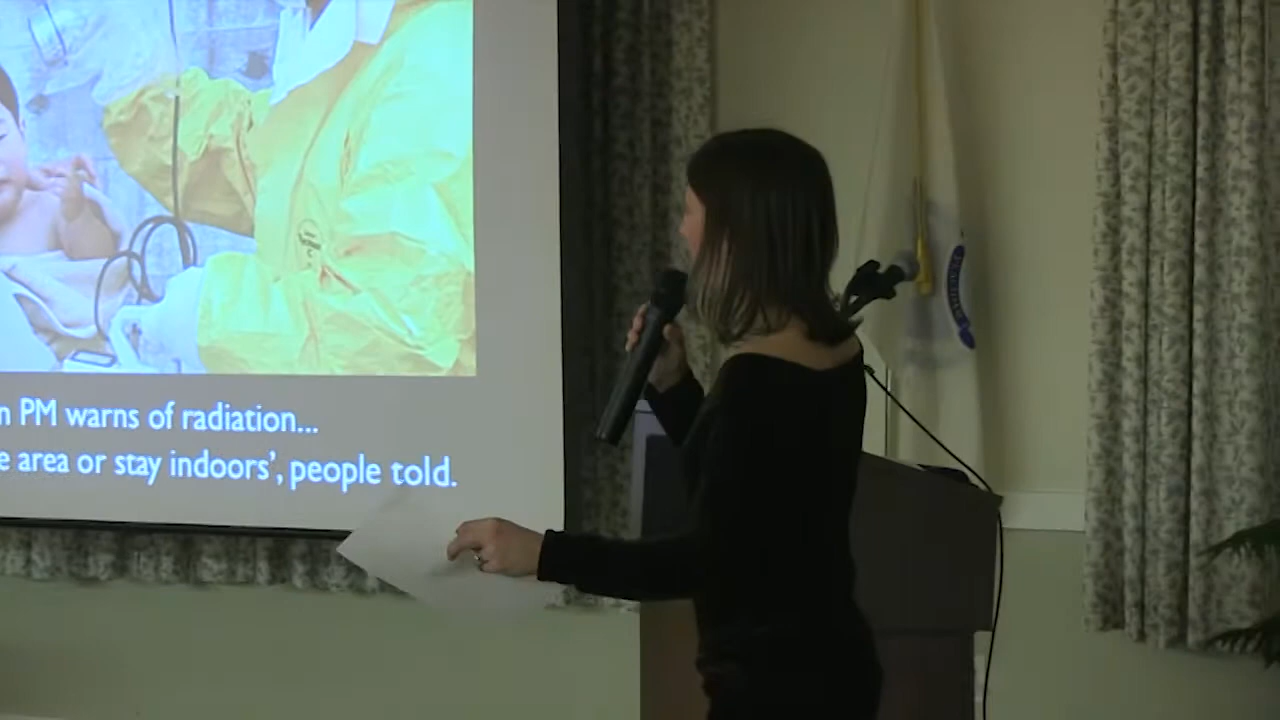 n PM warns of radiation...
e area or stay indoors', people told.